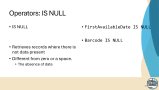 Operators: IS NULL
• IS NULL
• Retrieves records where there is not data present
• Different from zero or a space.
• The absence of data.
• FirstAvailableDate IS NULL
• Barcode IS NULL